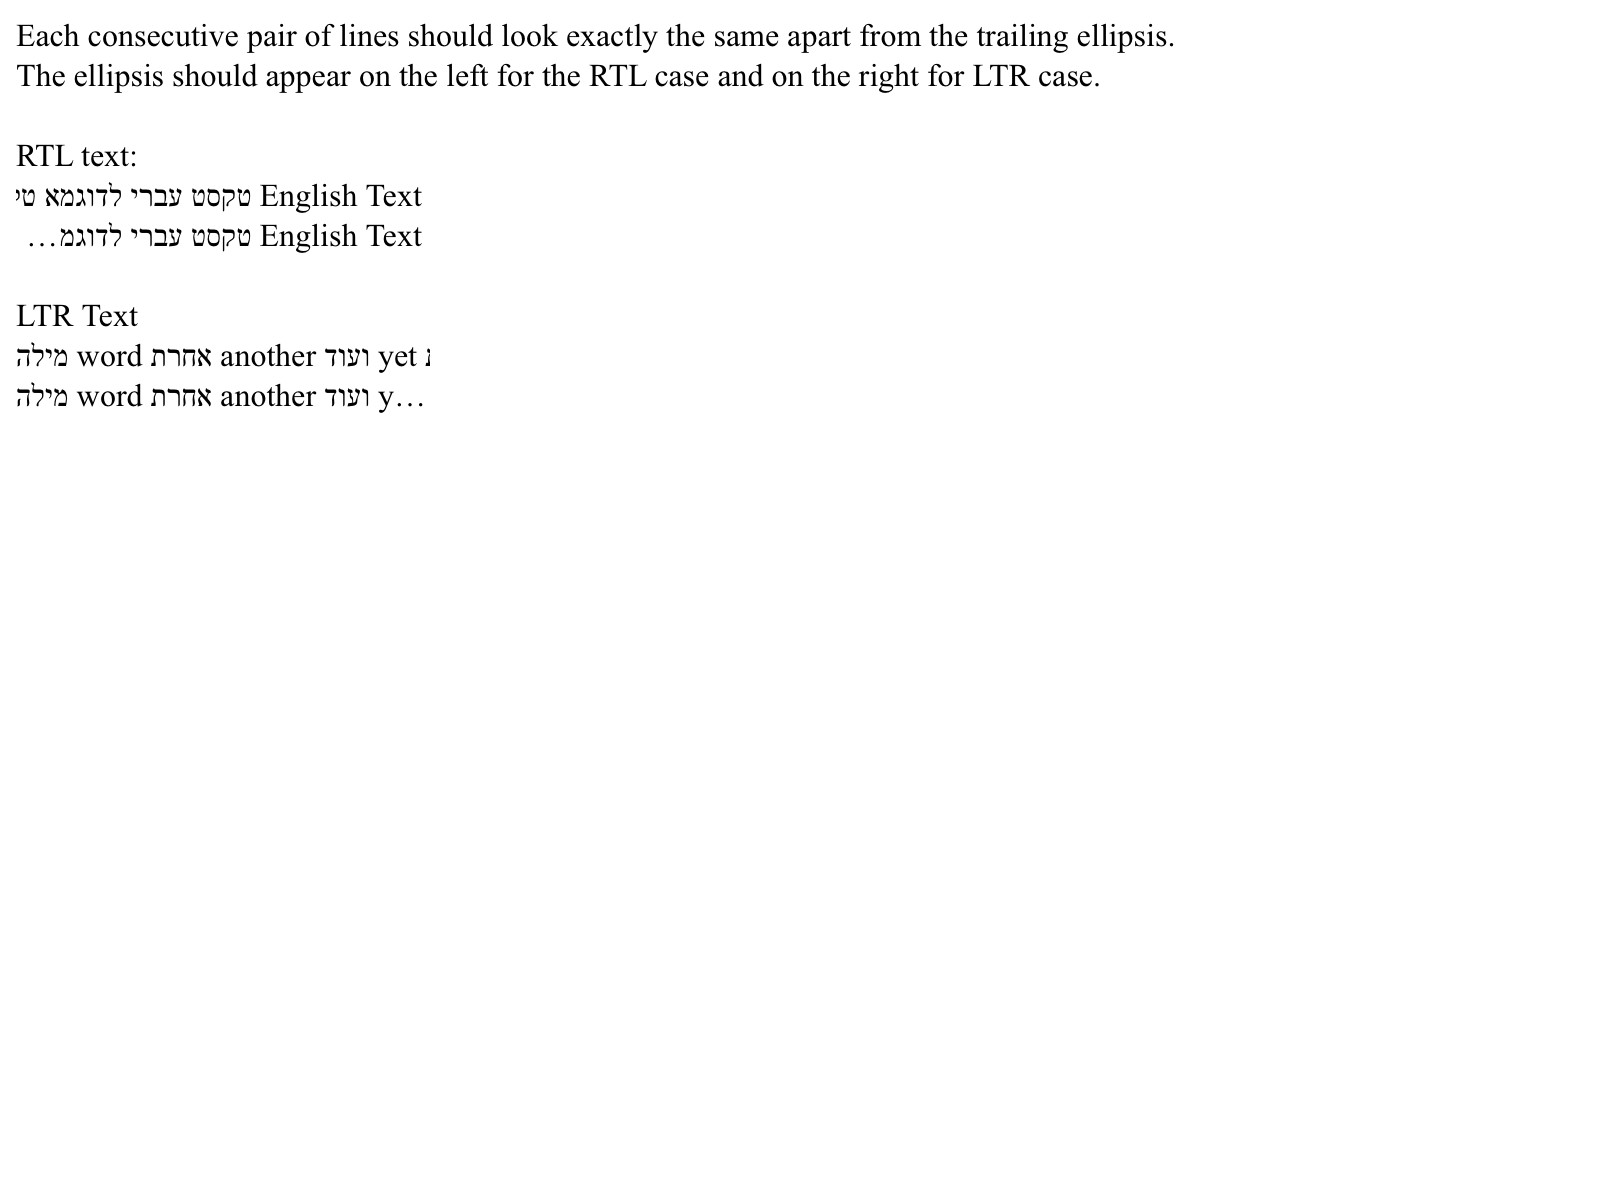 Each consecutive pair of lines should look exactly the same apart from the trailing ellipsis.
The ellipsis should appear on the left for the RTL case and on the right for LTR case.
RTL text:
English Text טקסט עברי לדוגמא
English Text טקסט עברי לדוגמ…
LTR Text
מילה word אחרת another ועוד yet
מילה word אחרת another ועוד y…